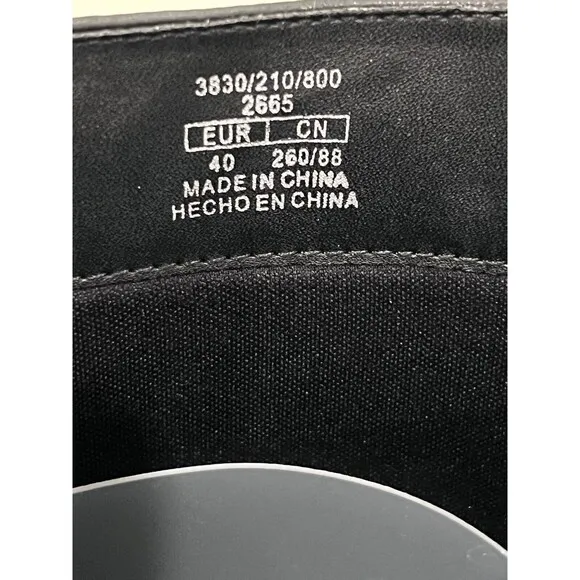 3830/210/800
2665
EUR CN
40 260/88
MADE IN CHINA
HECHO EN CHINA